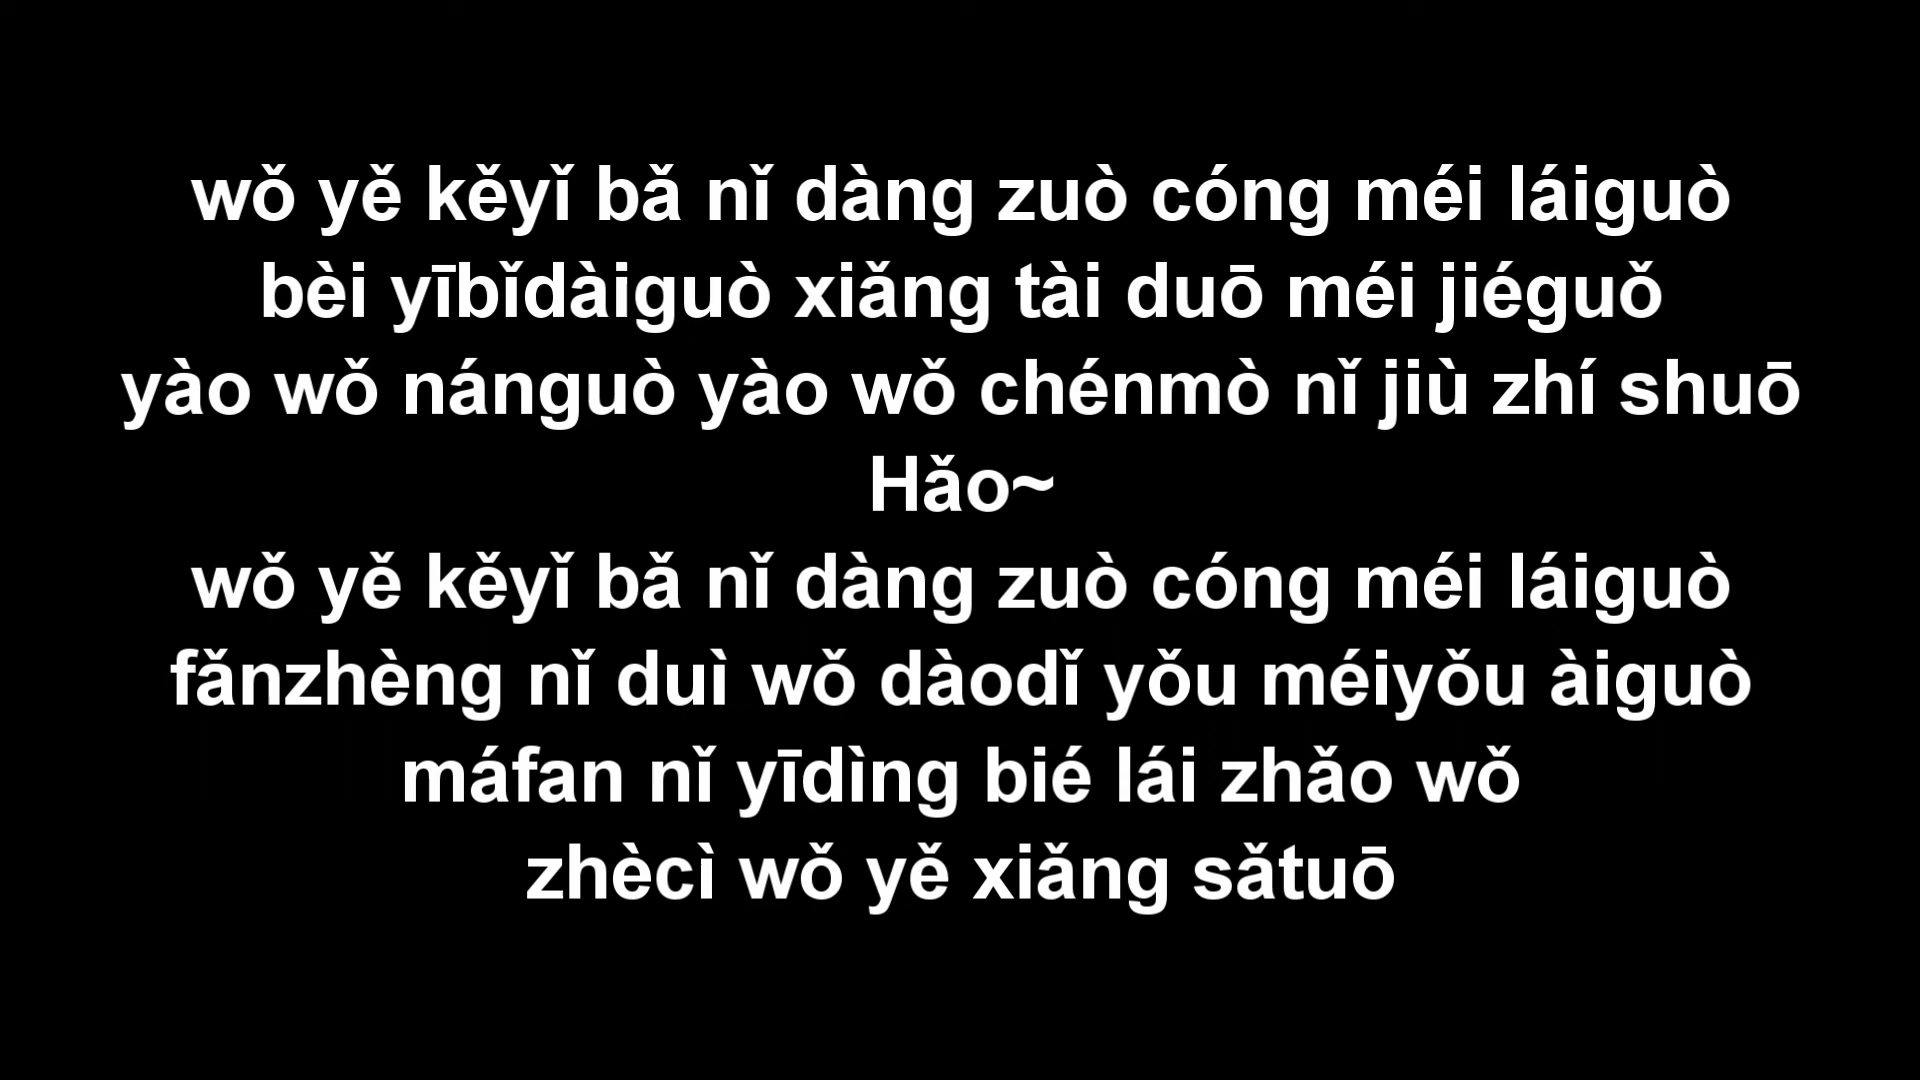 wǒ yě kěyǐ bǎ nǐ dàng zuò cóng méi láiguò
bèi yībǐdàiguò xiǎng tài duō méi jiéguǒ
yào wǒ nánguò yào wǒ chénmò nǐ jiù zhí shuō
Hǎo~
wǒ yě kěyǐ bǎ nǐ dàng zuò cóng méi láiguò
fǎnzhèng nǐ duì wǒ dàodǐ yǒu méiyǒu àiguò
máfan nǐ yīdìng bié lái zhǎo wǒ
zhècì wǒ yě xiǎng sǎtuō